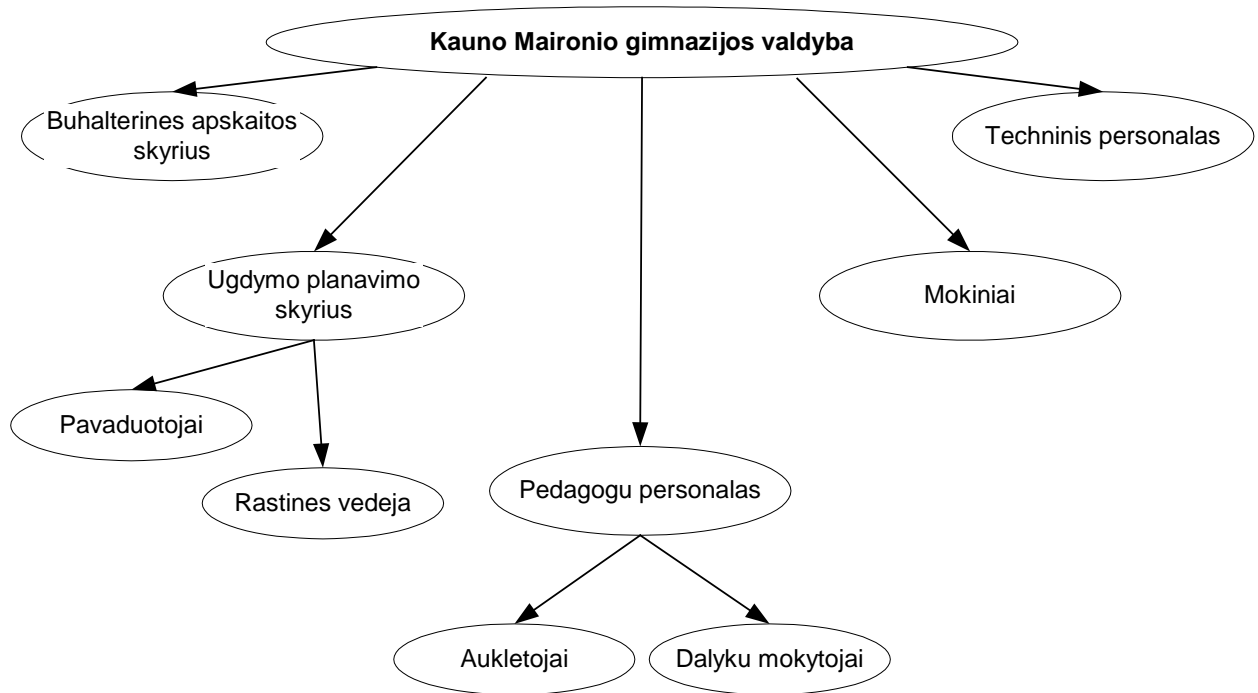 Kauno Maironio gimnazijos valdyba
Buhalterines apskaitos
skyrius
Techninis personalas
Ugdymo planavimo
skyrius
Mokiniai
Pavaduotojai
Rastines vedeja
Pedagogu personalas
Aukletojai
Dalyku mokytojai